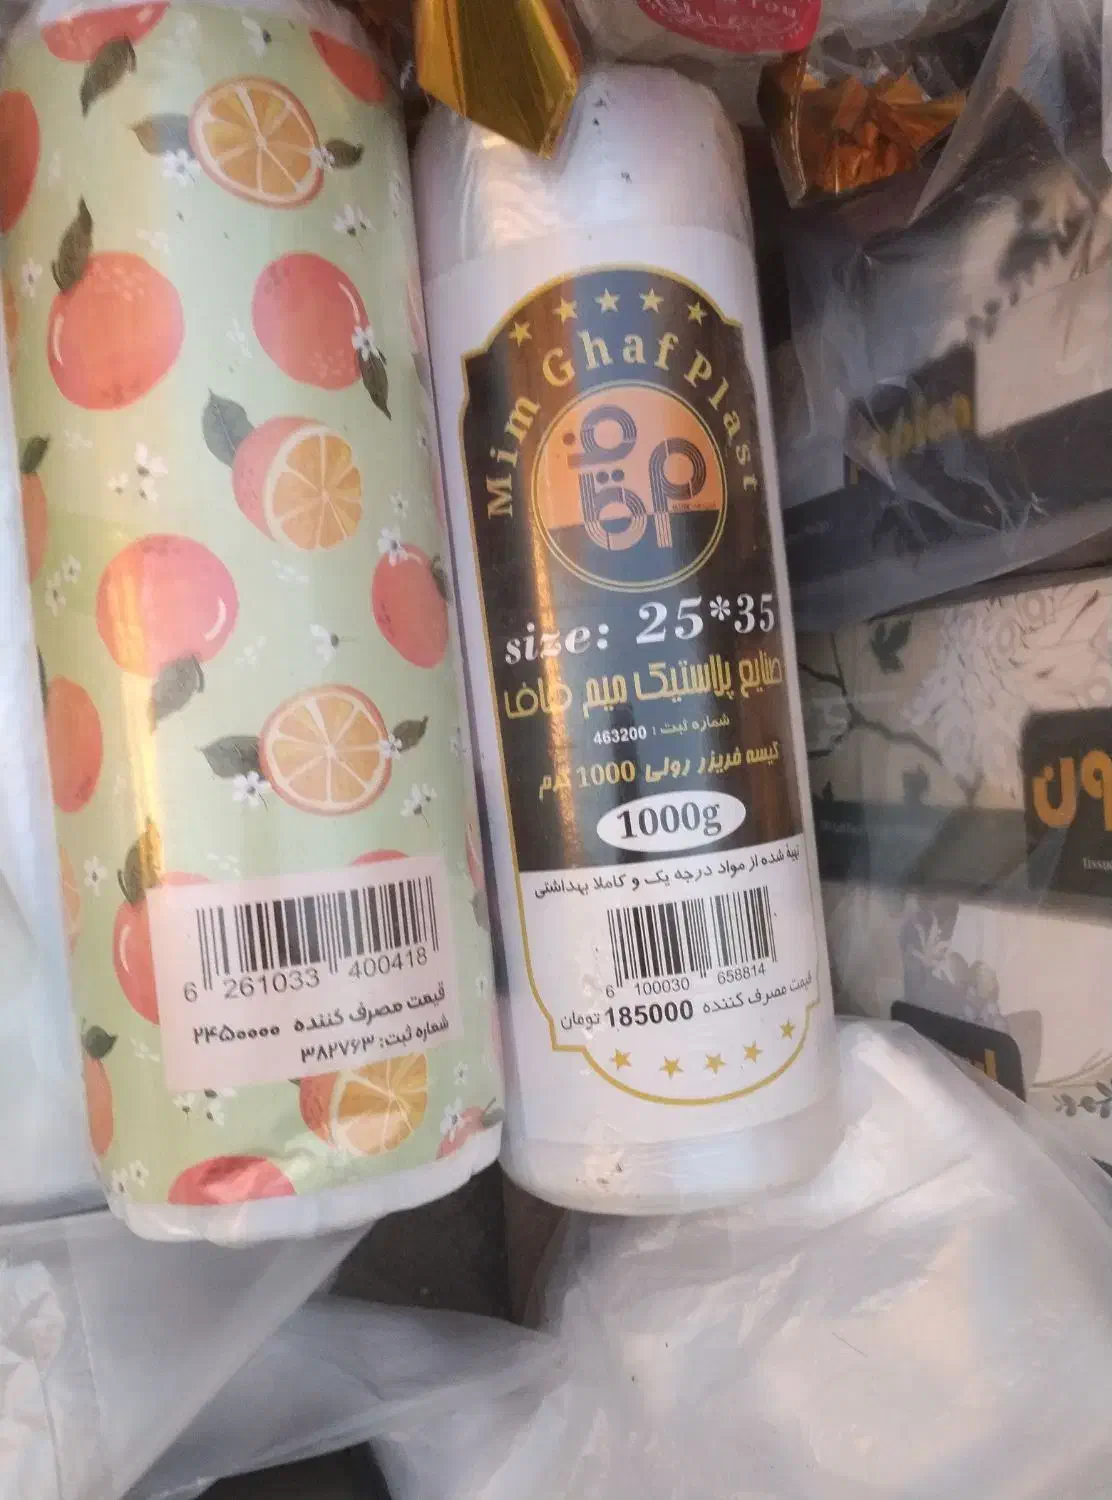 6 261033 400418
قیمت مصرف کننده ۲۴۵۰۰۰۰
شماره ثبت: ۳۸۲۷۶۳
Mim Ghaf Plast
size: 25*35
صنایع پلاستیک میم قاف
شماره ثبت : 463200
کیسه فریزر رولی 1000 گرم
1000g
تهیه شده از مواد درجه یک و کاملا بهداشتی
6 100030 658814
قیمت مصرف کننده 185000 تومان